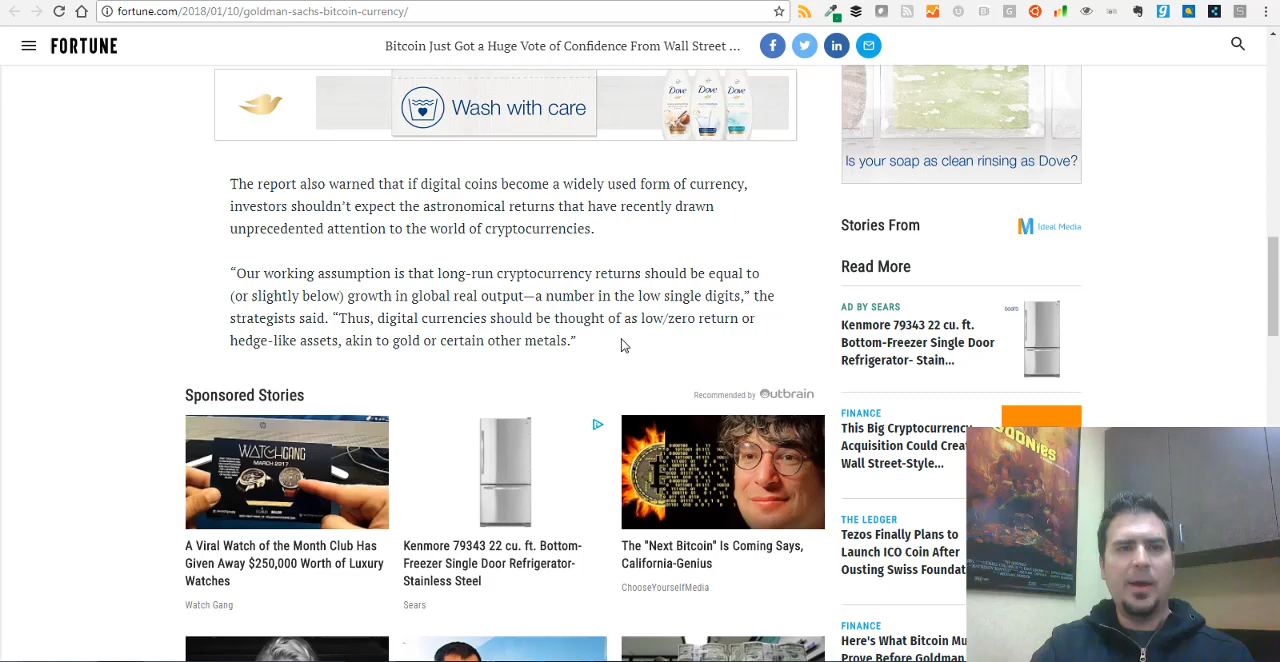 fortune.com/2018/01/10/goldman-sachs-bitcoin-currency/
FORTUNE
Bitcoin Just Got a Huge Vote of Confidence From Wall Street ...
Wash with care
Dove Dove Dove
Is your soap as clean rinsing as Dove?
The report also warned that if digital coins become a widely used form of currency,
investors shouldn’t expect the astronomical returns that have recently drawn
unprecedented attention to the world of cryptocurrencies.
“Our working assumption is that long-run cryptocurrency returns should be equal to
(or slightly below) growth in global real output—a number in the low single digits,” the
strategists said. “Thus, digital currencies should be thought of as low/zero return or
hedge-like assets, akin to gold or certain other metals.”
Stories From
Ideal Media
Read More
AD BY SEARS
Kenmore 79343 22 cu. ft.
Bottom-Freezer Single Door
Refrigerator- Stain...
sears
FINANCE
This Big Cryptocurrency
Acquisition Could Crea
Wall Street-Style...
THE LEDGER
Tezos Finally Plans to
Launch ICO Coin After
Ousting Swiss Foundat
FINANCE
Here's What Bitcoin Mu
Prove Before Goldman
Sponsored Stories
Recommended by Outbrain
WATCHGANG
MARCH 2017
A Viral Watch of the Month Club Has
Given Away $250,000 Worth of Luxury
Watches
Watch Gang
Kenmore 79343 22 cu. ft. Bottom-
Freezer Single Door Refrigerator-
Stainless Steel
Sears
The "Next Bitcoin" Is Coming Says,
California-Genius
ChooseYourselfMedia
GOONIES